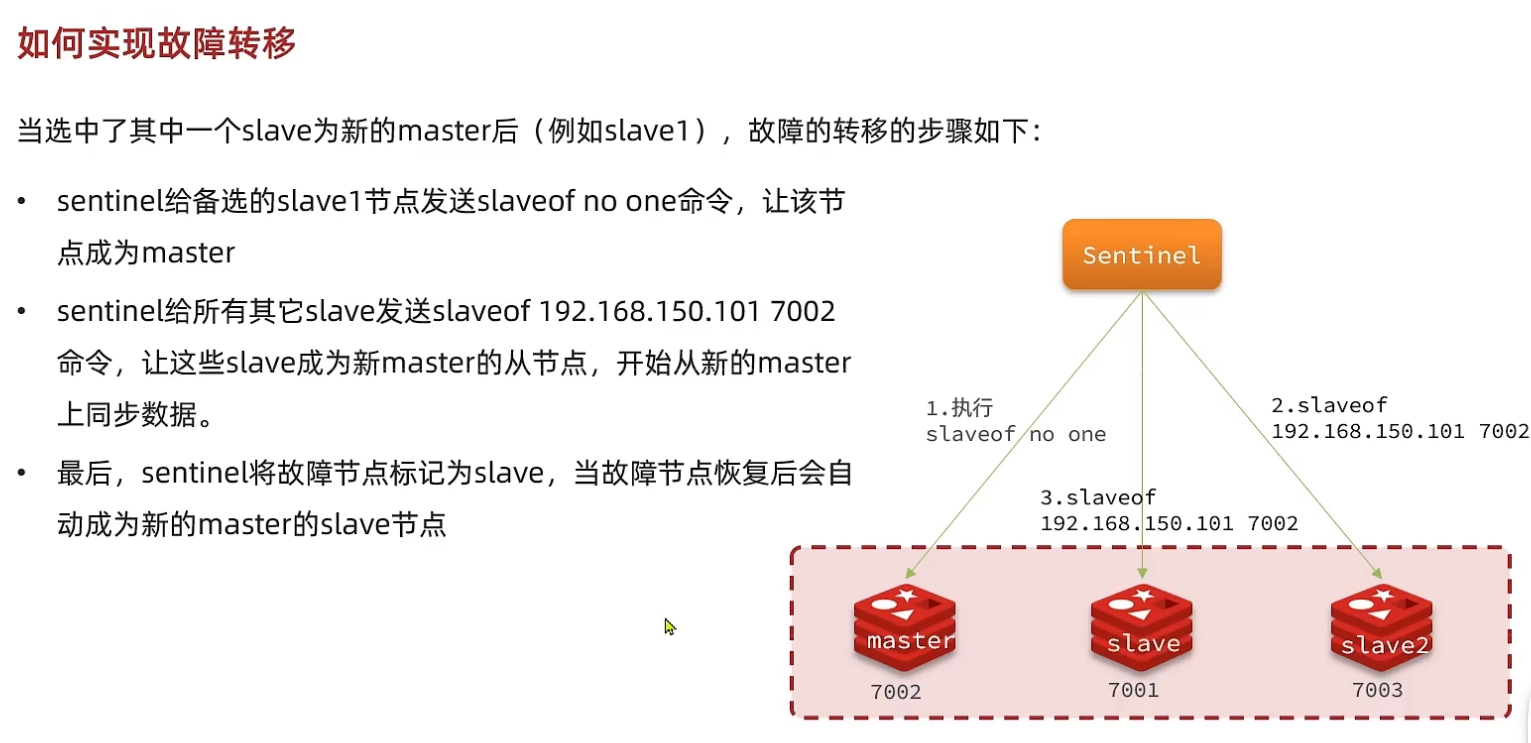 如何实现故障转移
当选中了其中一个slave为新的master后（例如slave1），故障的转移的步骤如下：
• sentinel给备选的slave1节点发送slaveof no one命令，让该节
点成为master
• sentinel给所有其它slave发送slaveof 192.168.150.101 7002
命令，让这些slave成为新master的从节点，开始从新的master
上同步数据。
• 最后，sentinel将故障节点标记为slave，当故障节点恢复后会自
动成为新的master的slave节点
Sentinel
1.执行
slaveof no one
2.slaveof
192.168.150.101 7002
3.slaveof
192.168.150.101 7002
master
slave
slave2
7002
7001
7003